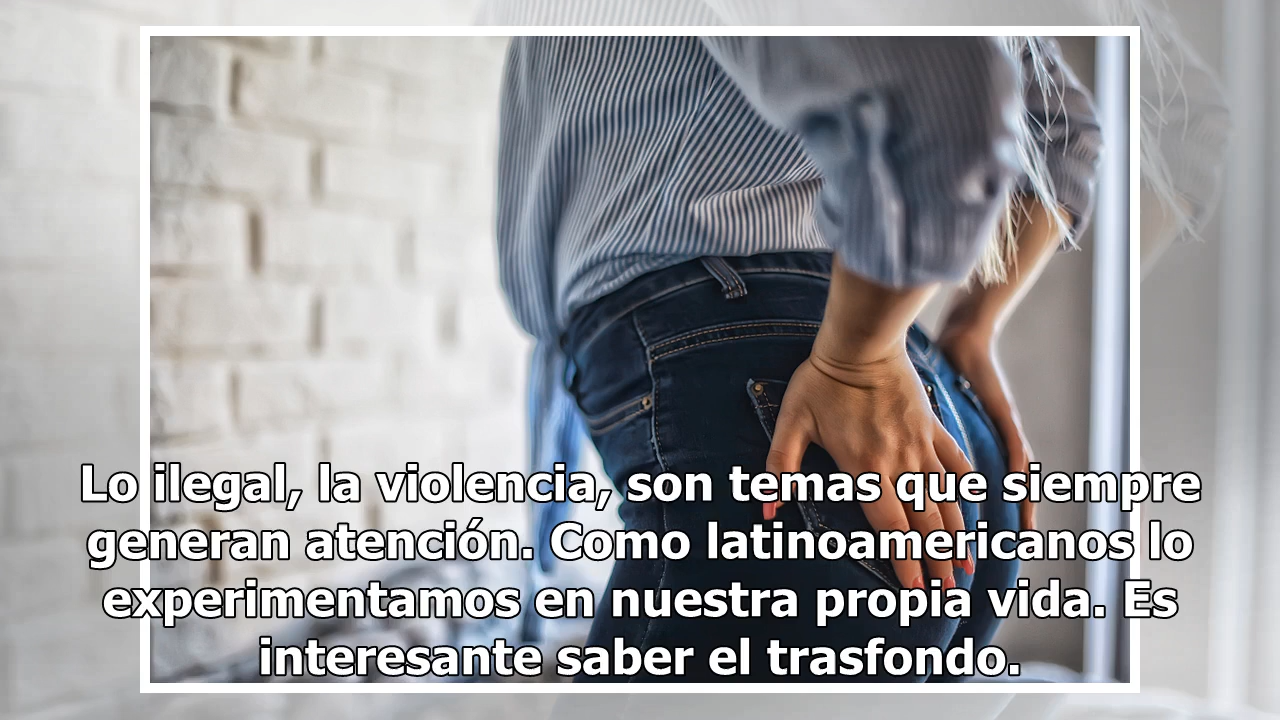 Lo ilegal, la violencia, son temas que siempre
generan atención. Como latinoamericanos lo
experimentamos en nuestra propia vida. Es
interesante saber el trasfondo.